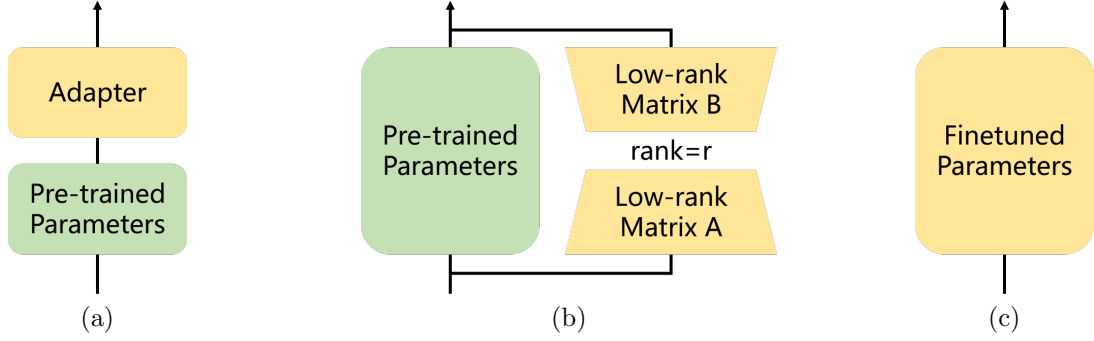 Adapter
Pre-trained
Parameters
(a)
Pre-trained
Parameters
Low-rank
Matrix B
rank=r
Low-rank
Matrix A
(b)
Finetuned
Parameters
(c)